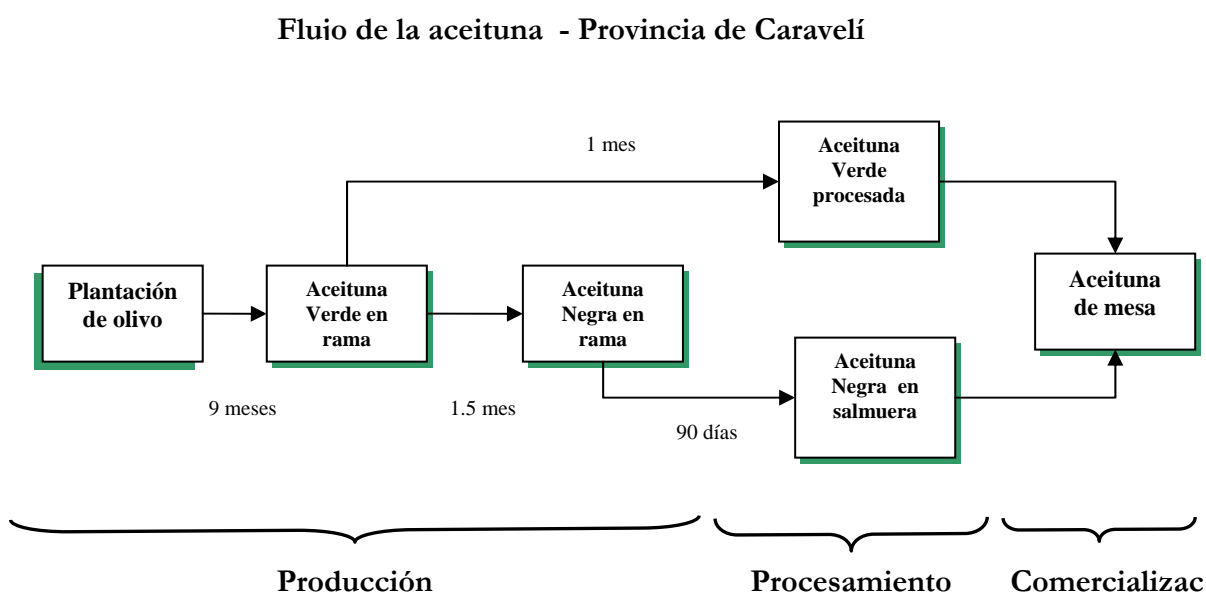 Flujo de la aceituna - Provincia de Caravelí
1 mes
Aceituna
Verde
procesada
Plantación
de olivo
Aceituna
Verde en
rama
Aceituna
Negra en
rama
Aceituna
de mesa
Aceituna
Negra en
salmuera
9 meses
1.5 mes
90 días
Producción
Procesamiento
Comercializac